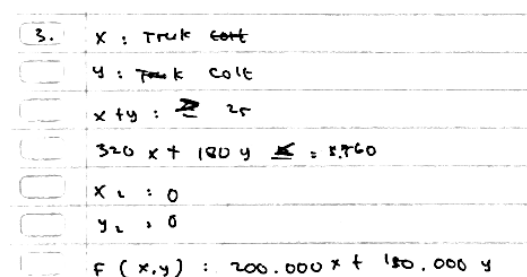 3. x : Truk
y : Truk Colt
x + y : ≥ 25
320 x + 180 y
x : 0
y : 0
F (x,y) : 200.000 x + 150.000 y